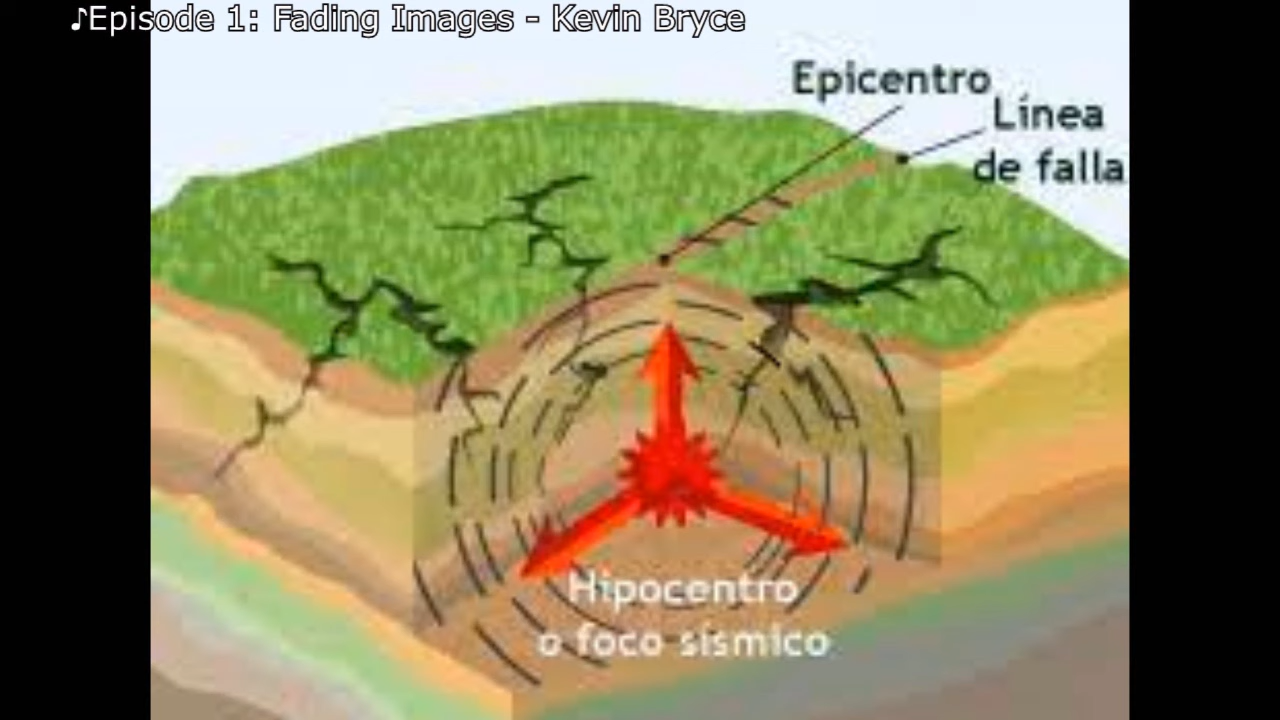 ♪Episode 1: Fading Images - Kevin Bryce
Epicentro
Línea
de falla
Hipocentro
o foco sísmico